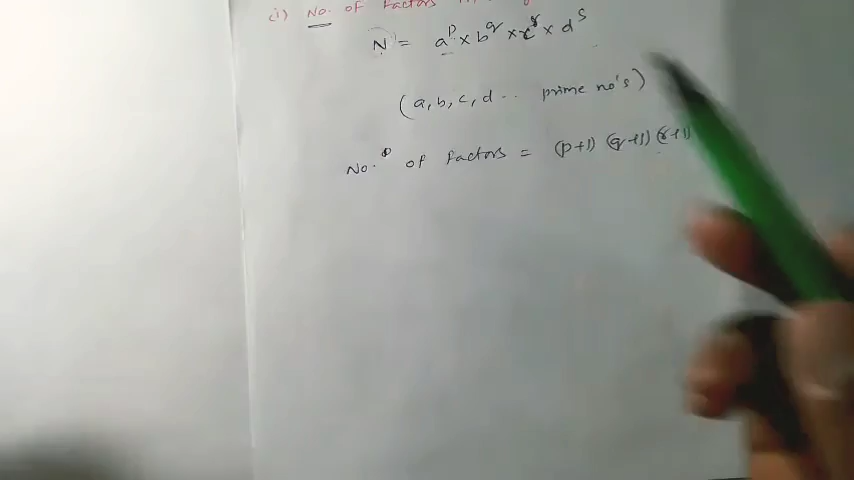 (i) No. of Factors
N = a^p × b^q × c^r × d^s
(a, b, c, d .. prime no's)
No. of Factors = (p+1) (q+1) (r+1)